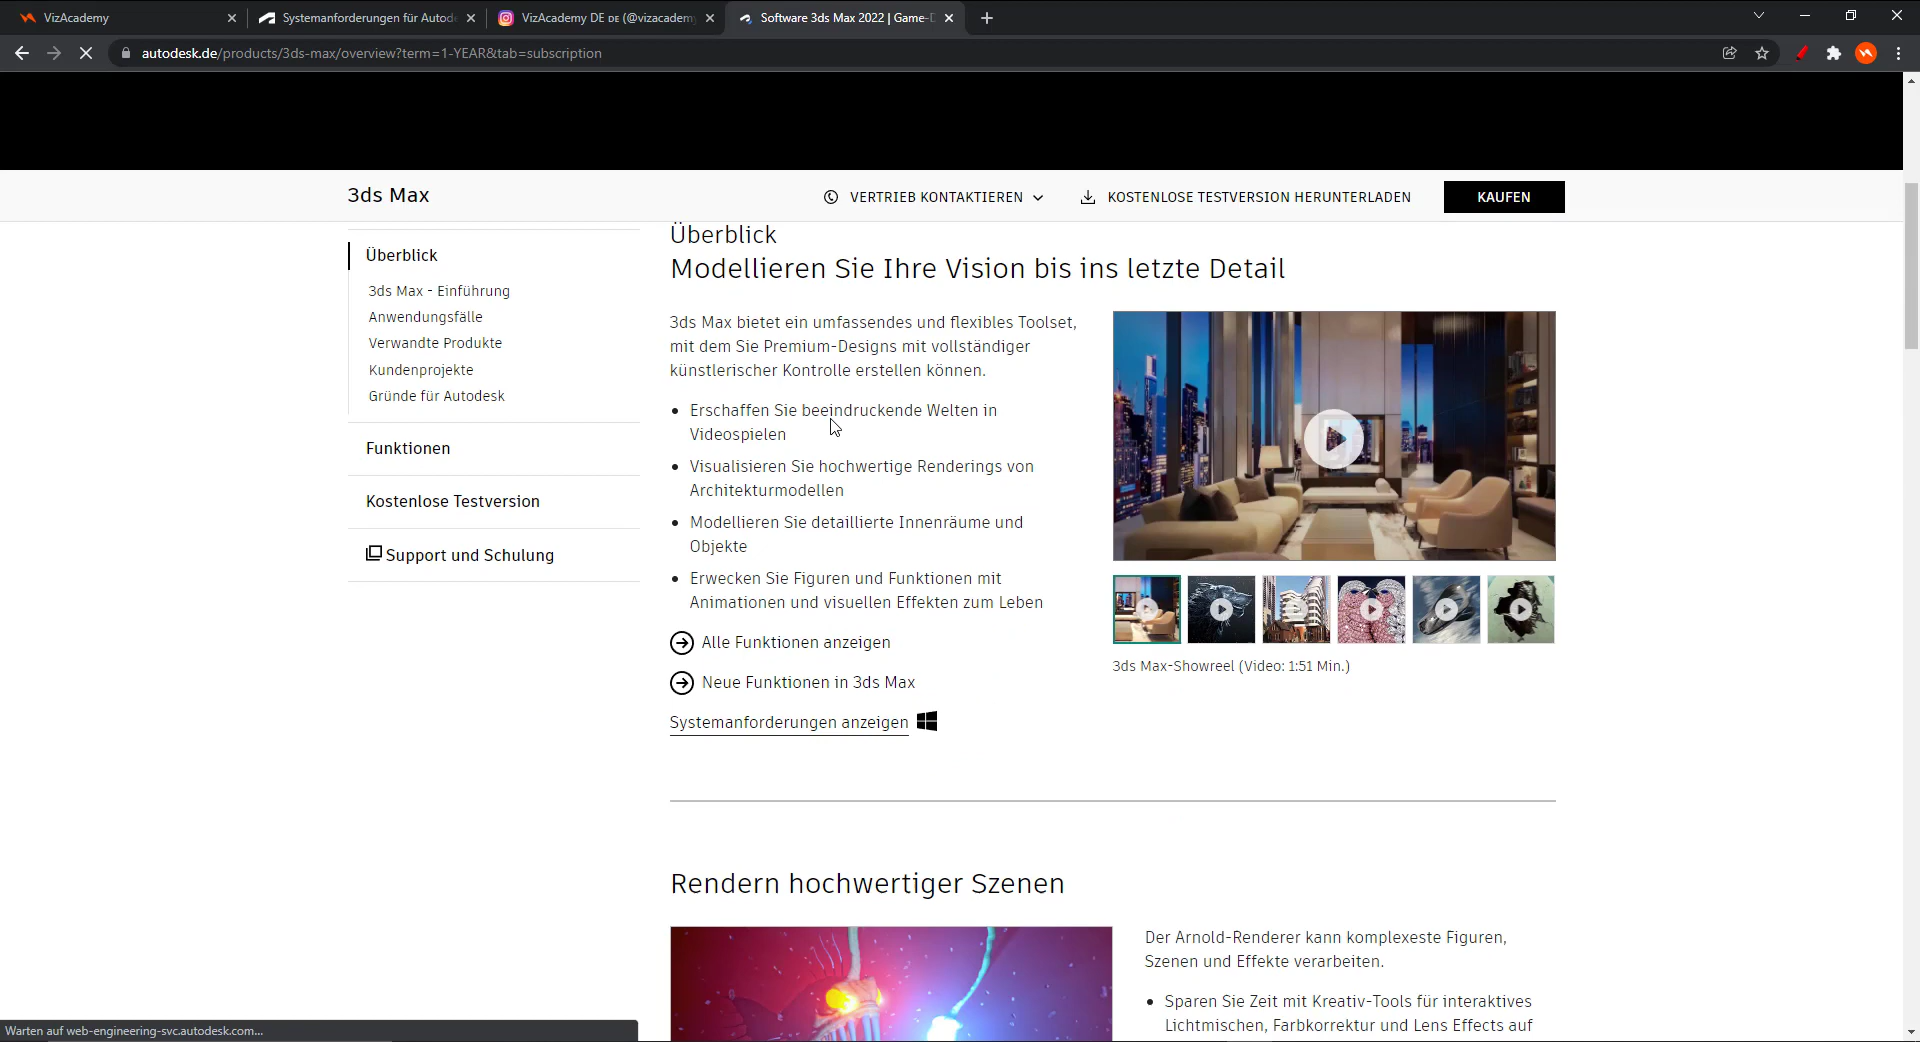 VizAcademy
Systemanforderungen für Autod
VizAcademy DE DE (@vizacademy
Software 3ds Max 2022 | Game-D
autodesk.de/products/3ds-max/overview?term=1-YEAR&tab=subscription
3ds Max
VERTRIEB KONTAKTIEREN
KOSTENLOSE TESTVERSION HERUNTERLADEN
KAUFEN
Überblick
3ds Max - Einführung
Anwendungsfälle
Verwandte Produkte
Kundenprojekte
Gründe für Autodesk
Funktionen
Kostenlose Testversion
Support und Schulung
Überblick
Modellieren Sie Ihre Vision bis ins letzte Detail
3ds Max bietet ein umfassendes und flexibles Toolset,
mit dem Sie Premium-Designs mit vollständiger
künstlerischer Kontrolle erstellen können.
• Erschaffen Sie beeindruckende Welten in
Videospielen
• Visualisieren Sie hochwertige Renderings von
Architekturmodellen
• Modellieren Sie detaillierte Innenräume und
Objekte
• Erwecken Sie Figuren und Funktionen mit
Animationen und visuellen Effekten zum Leben
Alle Funktionen anzeigen
Neue Funktionen in 3ds Max
Systemanforderungen anzeigen
3ds Max-Showreel (Video: 1:51 Min.)
Rendern hochwertiger Szenen
Der Arnold-Renderer kann komplexeste Figuren,
Szenen und Effekte verarbeiten.
• Sparen Sie Zeit mit Kreativ-Tools für interaktives
Lichtmischen, Farbkorrektur und Lens Effects auf
Warten auf web-engineering-svc.autodesk.com...